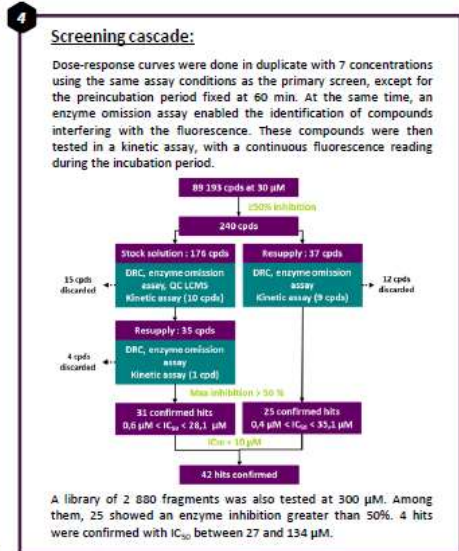 4
Screening cascade:
Dose-response curves were done in duplicate with 7 concentrations
using the same assay conditions as the primary screen, except for
the preincubation period fixed at 60 min. At the same time, an
enzyme omission assay enabled the identification of compounds
interfering with the fluorescence. These compounds were then
tested in a kinetic assay, with a continuous fluorescence reading
during the incubation period.
89 193 cpds at 30 µM
≥50% inhibition
240 cpds
Stock solution : 176 cpds
DRC, enzyme omission
assay, QC LCMS
Kinetic assay (10 cpds)
15 cpds
discarded
Resupply : 37 cpds
DRC, enzyme omission
assay
Kinetic assay (9 cpds)
12 cpds
discarded
Resupply : 35 cpds
DRC, enzyme omission
assay
Kinetic assay (1 cpd)
4 cpds
discarded
Max inhibition > 50 %
31 confirmed hits
0,6 µM < IC50 < 28,1 µM
25 confirmed hits
0,4 µM < IC50 < 35,1 µM
IC50 < 10 µM
42 hits confirmed
A library of 2 880 fragments was also tested at 300 µM. Among
them, 25 showed an enzyme inhibition greater than 50%. 4 hits
were confirmed with IC50 between 27 and 134 µM.